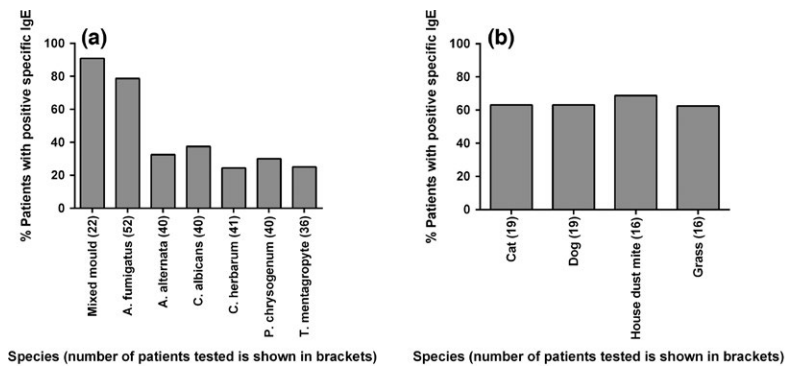 (a)
% Patients with positive specific IgE
100
80
60
40
20
0
Mixed mould (22)
A. fumigatus (52)
A. alternata (40)
C. albicans (40)
C. herbarum (41)
P. chrysogenum (40)
T. mentagropyte (36)
Species (number of patients tested is shown in brackets)
(b)
% Patients with positive specific IgE
100
80
60
40
20
0
Cat (19)
Dog (19)
House dust mite (16)
Grass (16)
Species (number of patients tested is shown in brackets)